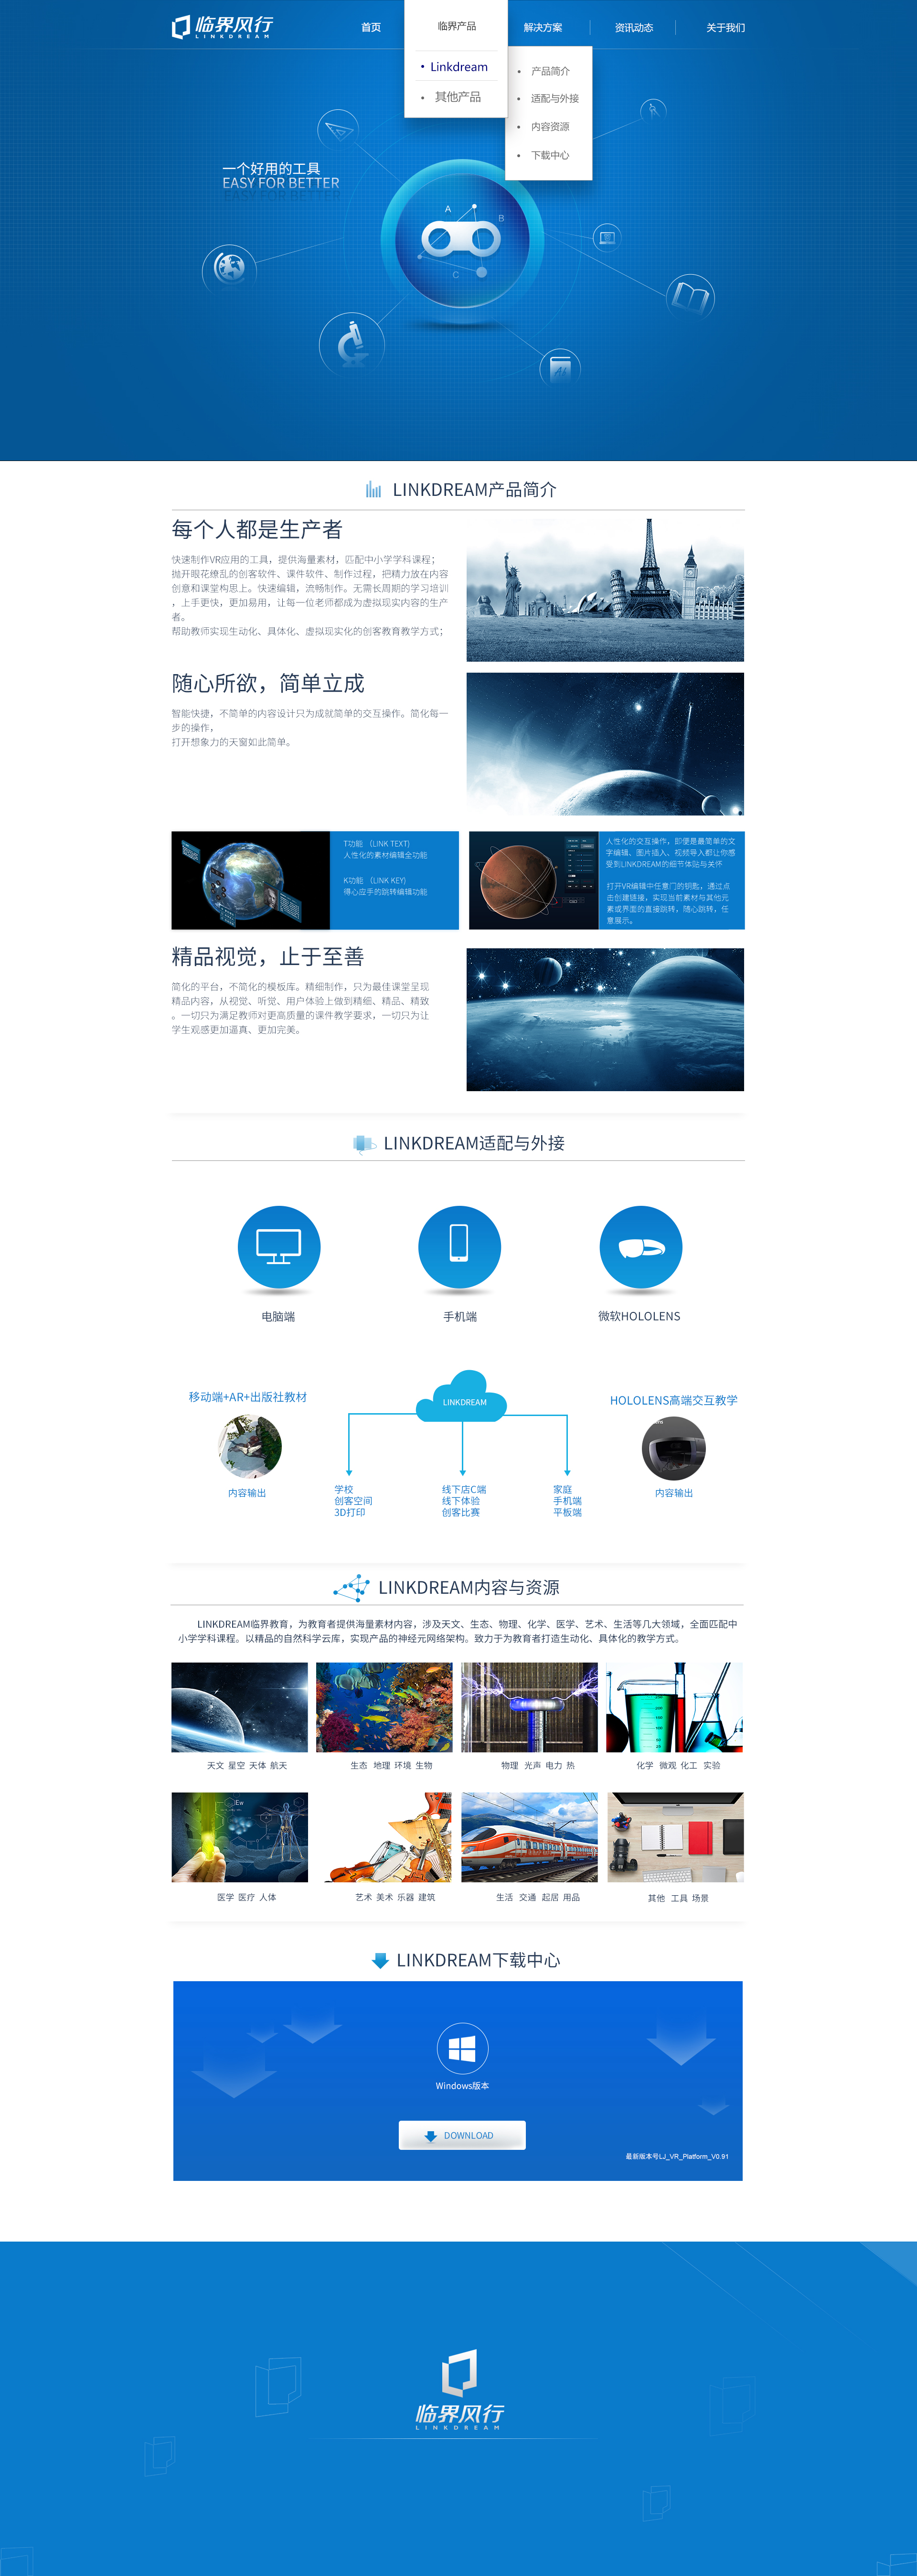 临界风行
LINKDREAM
首页
临界产品
解决方案
资讯动态
关于我们
• Linkdream
• 其他产品
• 产品简介
• 适配与外接
• 内容资源
• 下载中心
一个好用的工具
EASY FOR BETTER
A
B
C
LINKDREAM产品简介
每个人都是生产者
快速制作VR应用的工具，提供海量素材，匹配中小学学科课程；
抛开眼花缭乱的创客软件、课件软件、制作过程，把精力放在内容
创意和课堂构思上。快速编辑，流畅制作。无需长周期的学习培训
，上手更快，更加易用，让每一位老师都成为虚拟现实内容的生产
者。
帮助教师实现生动化、具体化、虚拟现实化的创客教育教学方式；
随心所欲，简单立成
智能快捷，不简单的内容设计只为成就简单的交互操作。简化每一
步的操作，
打开想象力的天窗如此简单。
T功能 （LINK TEXT)
人性化的素材编辑全功能
K功能 （LINK KEY)
得心应手的跳转编辑功能
人性化的交互操作，即便是最简单的文
字编辑、图片插入、视频导入都让你感
受到LINKDREAM的细节体贴与关怀
打开VR编辑中任意门的钥匙，通过点
击创建链接，实现当前素材与其他元
素或界面的直接跳转，随心跳转，任
意展示。
精品视觉，止于至善
简化的平台，不简化的模板库。精细制作，只为最佳课堂呈现
精品内容，从视觉、听觉、用户体验上做到精细、精品、精致
。一切只为满足教师对更高质量的课件教学要求，一切只为让
学生观感更加逼真、更加完美。
LINKDREAM适配与外接
电脑端
手机端
微软HOLOLENS
移动端+AR+出版社教材
LINKDREAM
HOLOLENS高端交互教学
内容输出
学校
创客空间
3D打印
线下店C端
线下体验
创客比赛
家庭
手机端
平板端
内容输出
LINKDREAM内容与资源
LINKDREAM临界教育，为教育者提供海量素材内容，涉及天文、生态、物理、化学、医学、艺术、生活等几大领域，全面匹配中
小学学科课程。以精品的自然科学云库，实现产品的神经元网络架构。致力于为教育者打造生动化、具体化的教学方式。
天文 星空 天体 航天
生态 地理 环境 生物
物理 光声 电力 热
化学 微观 化工 实验
医学 医疗 人体
艺术 美术 乐器 建筑
生活 交通 起居 用品
其他 工具 场景
LINKDREAM下载中心
Windows版本
DOWNLOAD
最新版本号LJ_VR_Platform_V0.91
临界风行
LINKDREAM